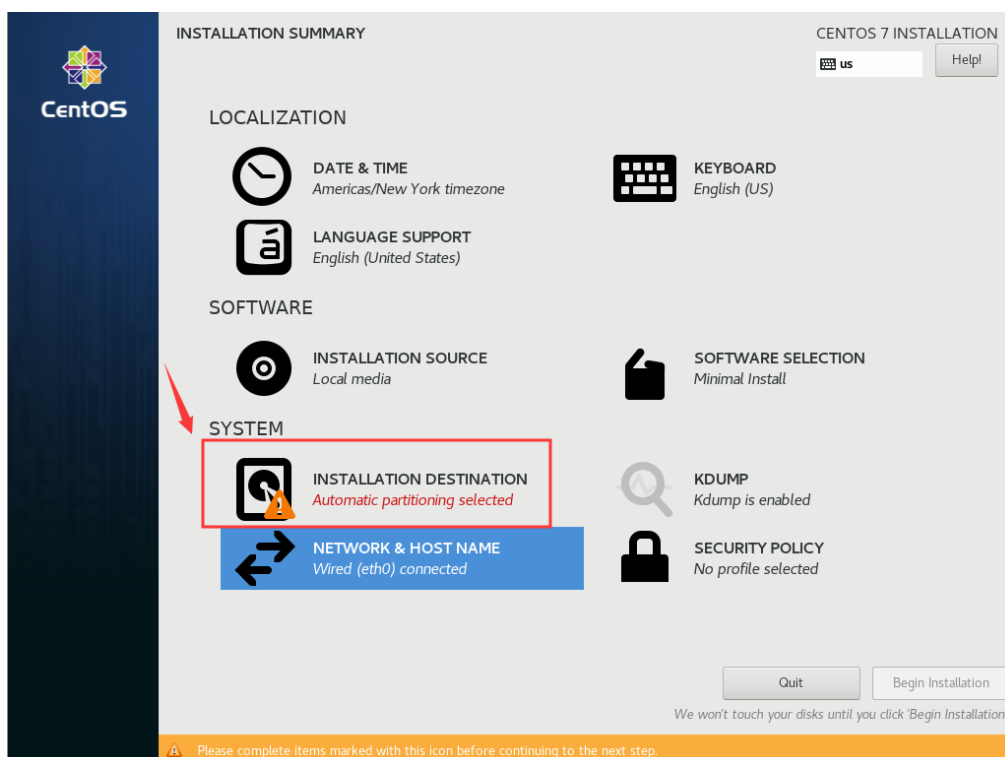 INSTALLATION SUMMARY
CENTOS 7 INSTALLATION
us
Help!
CentOS
LOCALIZATION
DATE & TIME
Americas/New York timezone
KEYBOARD
English (US)
á
LANGUAGE SUPPORT
English (United States)
SOFTWARE
INSTALLATION SOURCE
Local media
SOFTWARE SELECTION
Minimal Install
SYSTEM
INSTALLATION DESTINATION
Automatic partitioning selected
KDUMP
Kdump is enabled
NETWORK & HOST NAME
Wired (eth0) connected
SECURITY POLICY
No profile selected
Quit
Begin Installation
We won't touch your disks until you click 'Begin Installation
Please complete items marked with this icon before continuing to the next step.